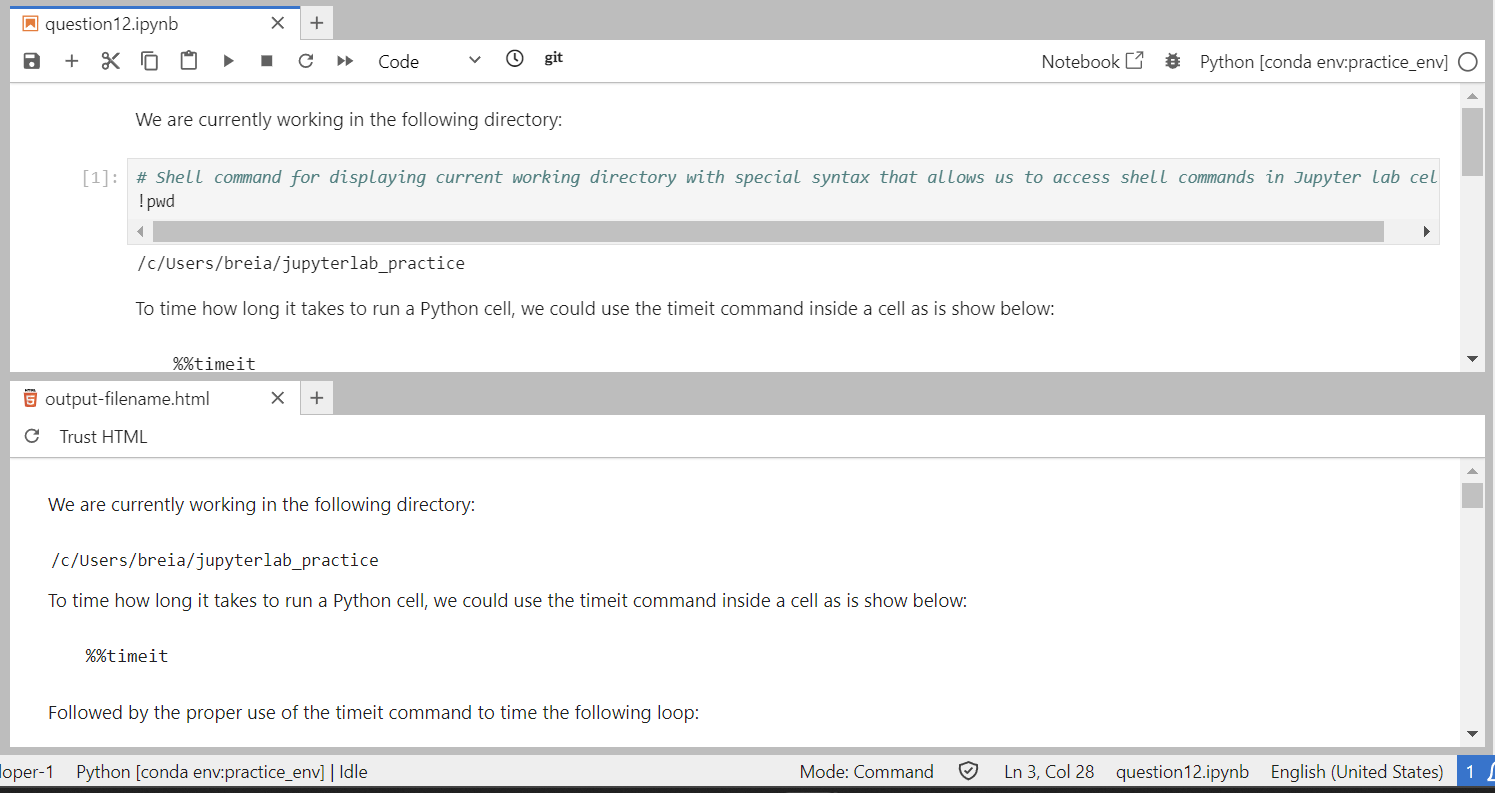 question12.ipynb
Code
git
Notebook
Python [conda env:practice_env]
We are currently working in the following directory:
[1]:
# Shell command for displaying current working directory with special syntax that allows us to access shell commands in Jupyter lab cel
!pwd
/c/Users/breia/jupyterlab_practice
To time how long it takes to run a Python cell, we could use the timeit command inside a cell as is show below:
%%timeit
output-filename.html
Trust HTML
We are currently working in the following directory:
/c/Users/breia/jupyterlab_practice
To time how long it takes to run a Python cell, we could use the timeit command inside a cell as is show below:
%%timeit
Followed by the proper use of the timeit command to time the following loop:
loper-1 Python [conda env:practice_env] | Idle Mode: Command Ln 3, Col 28 question12.ipynb English (United States) 1